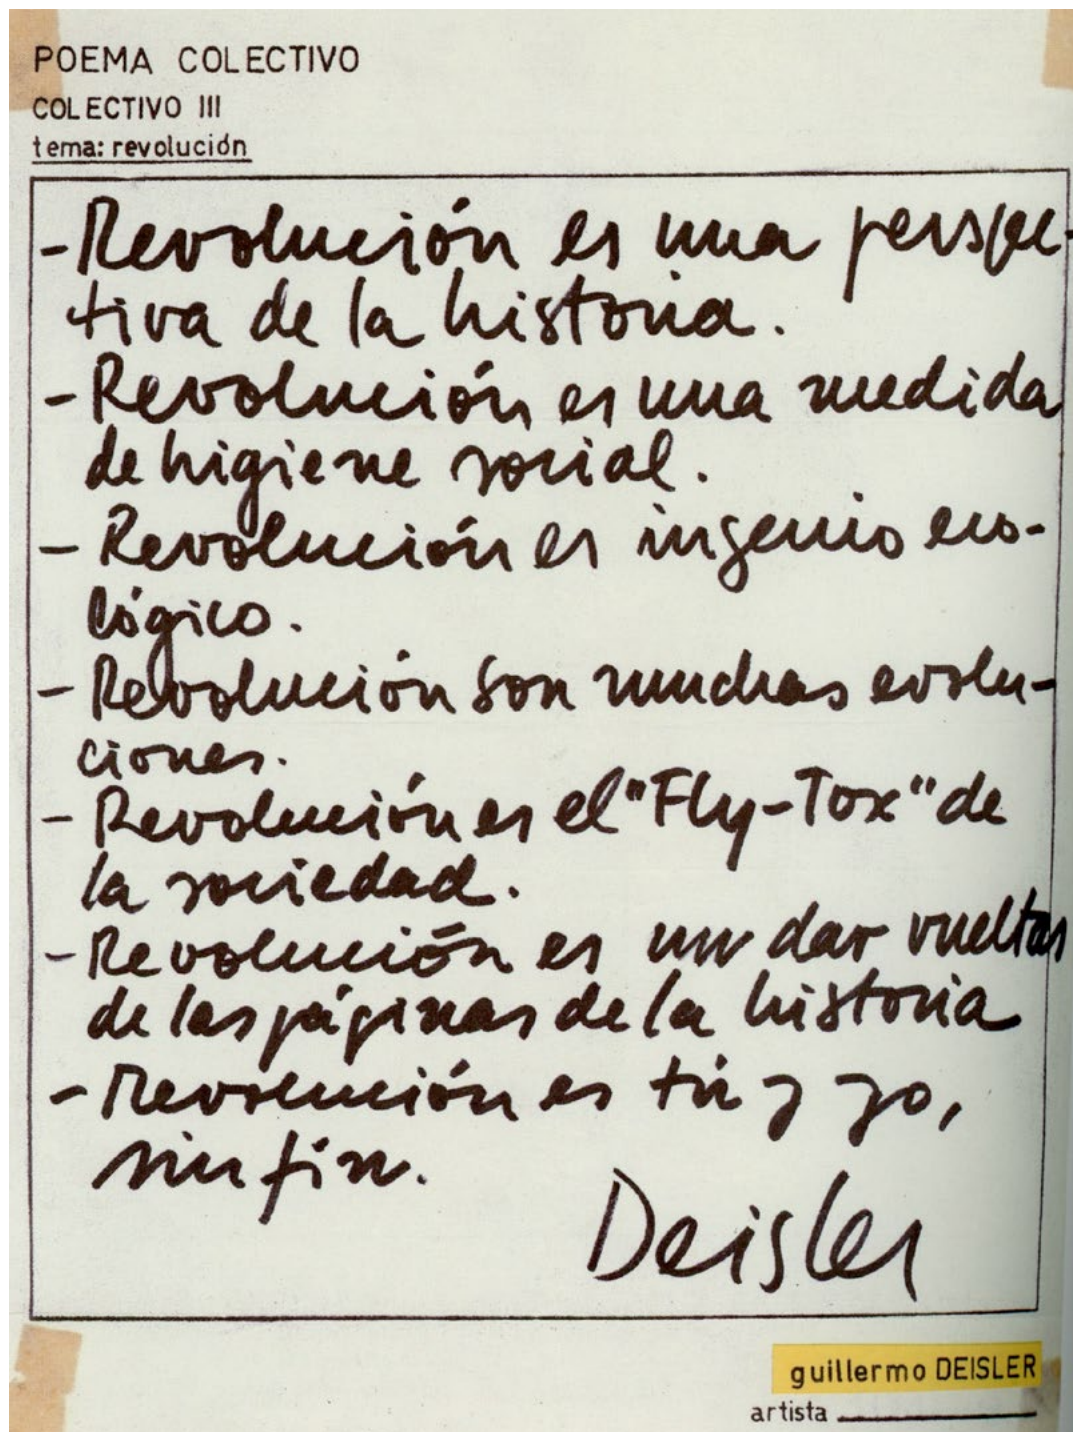 POEMA COLECTIVO
COLECTIVO III
tema: revolución
- Revolución es una perspec-
tiva de la historia.
- Revolución es una medida
de higiene social.
- Revolución es ingenio eco-
lógico.
- Revolución son muchas evolu-
ciones.
- Revolución es el "Fly-Tox" de
la sociedad.
- Revolución es un dar vueltas
de las páginas de la historia
- Revolución es tú y yo,
sin fin.
Deisler
guillermo DEISLER
artista